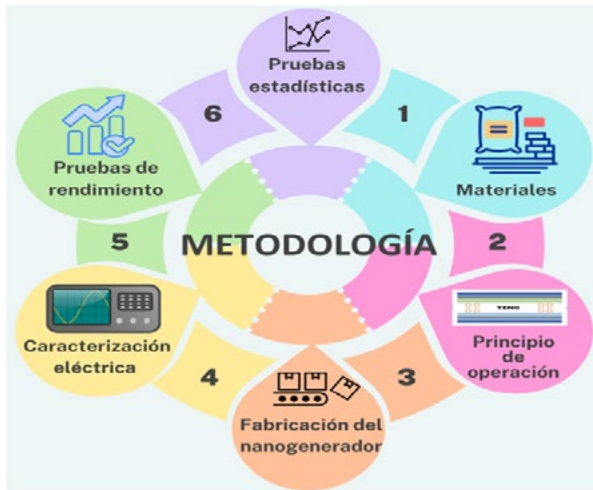 METODOLOGÍA
1
Materiales
2
TENG
Principio
de
operación
3
Fabricación del
nanogenerador
4
Caracterización
eléctrica
5
Pruebas de
rendimiento
6
Pruebas
estadísticas